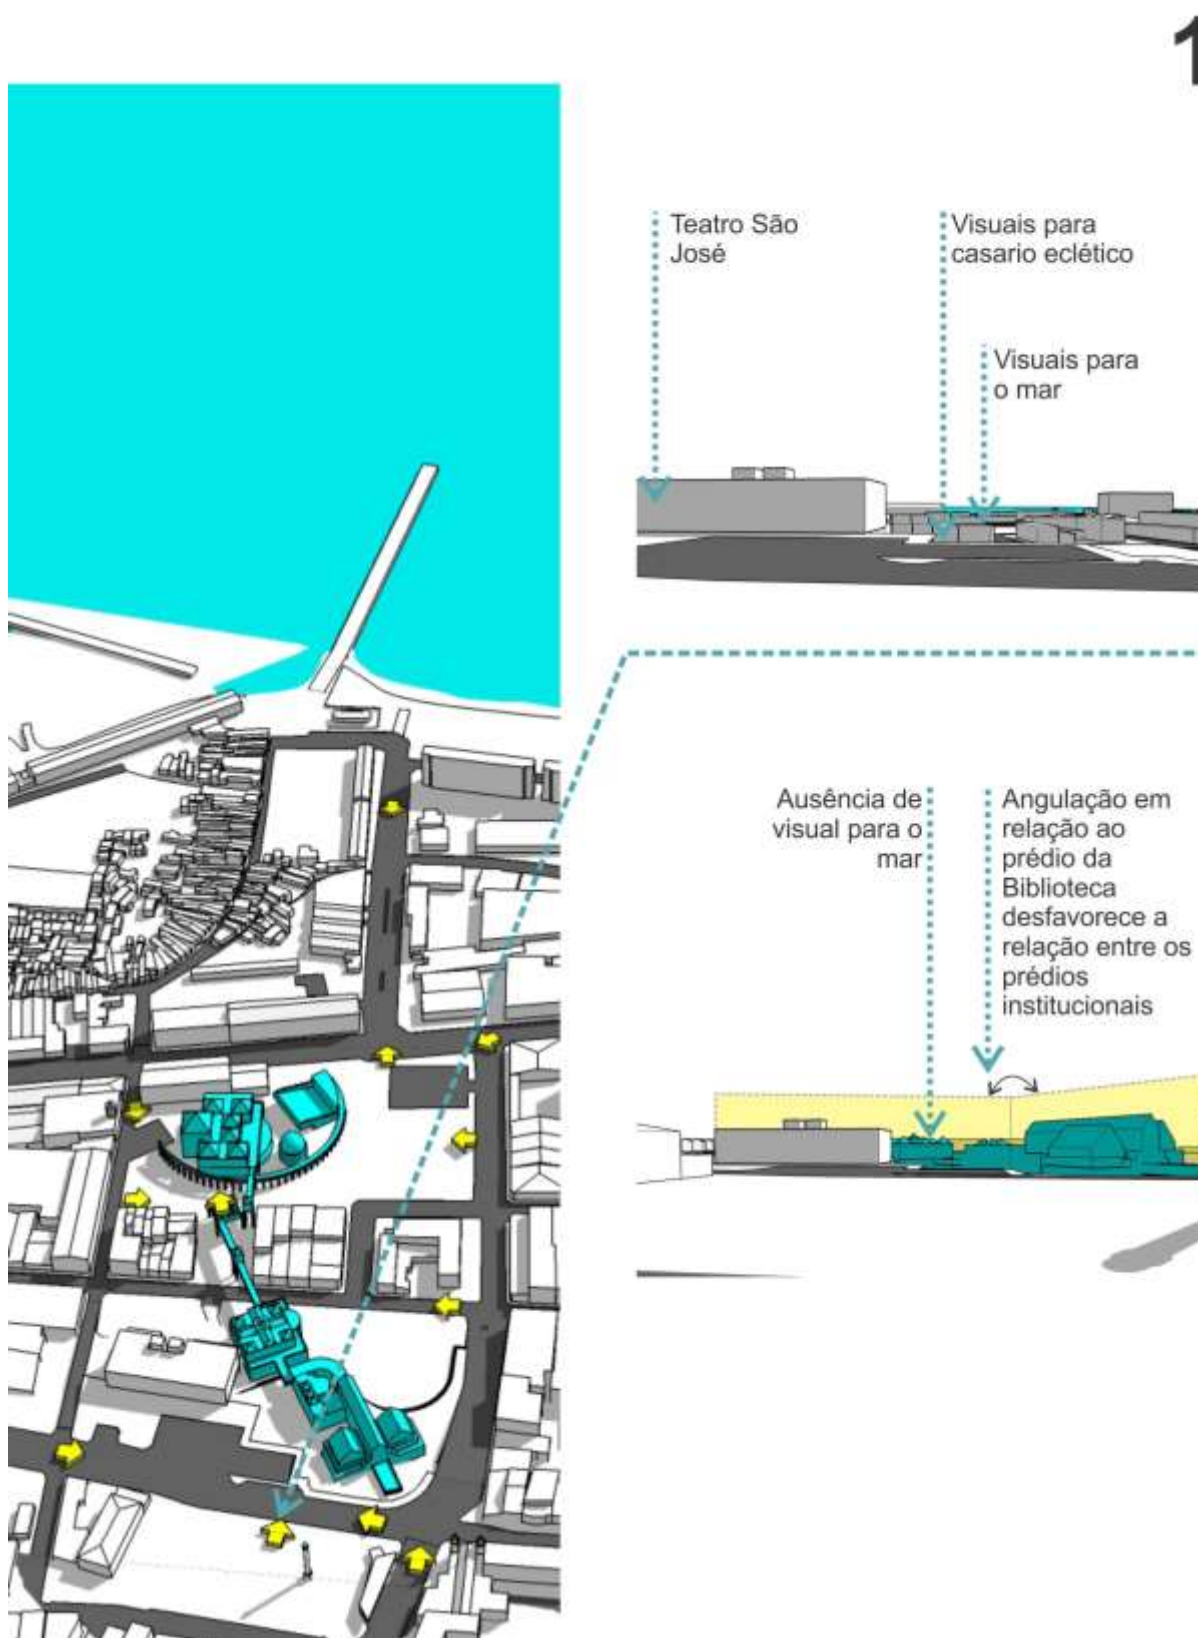 1
Teatro São
José
Visuais para
casario eclético
Visuais para
o mar
Ausência de
visual para o
mar
Angulação em
relação ao
prédio da
Biblioteca
desfavorece a
relação entre os
prédios
institucionais